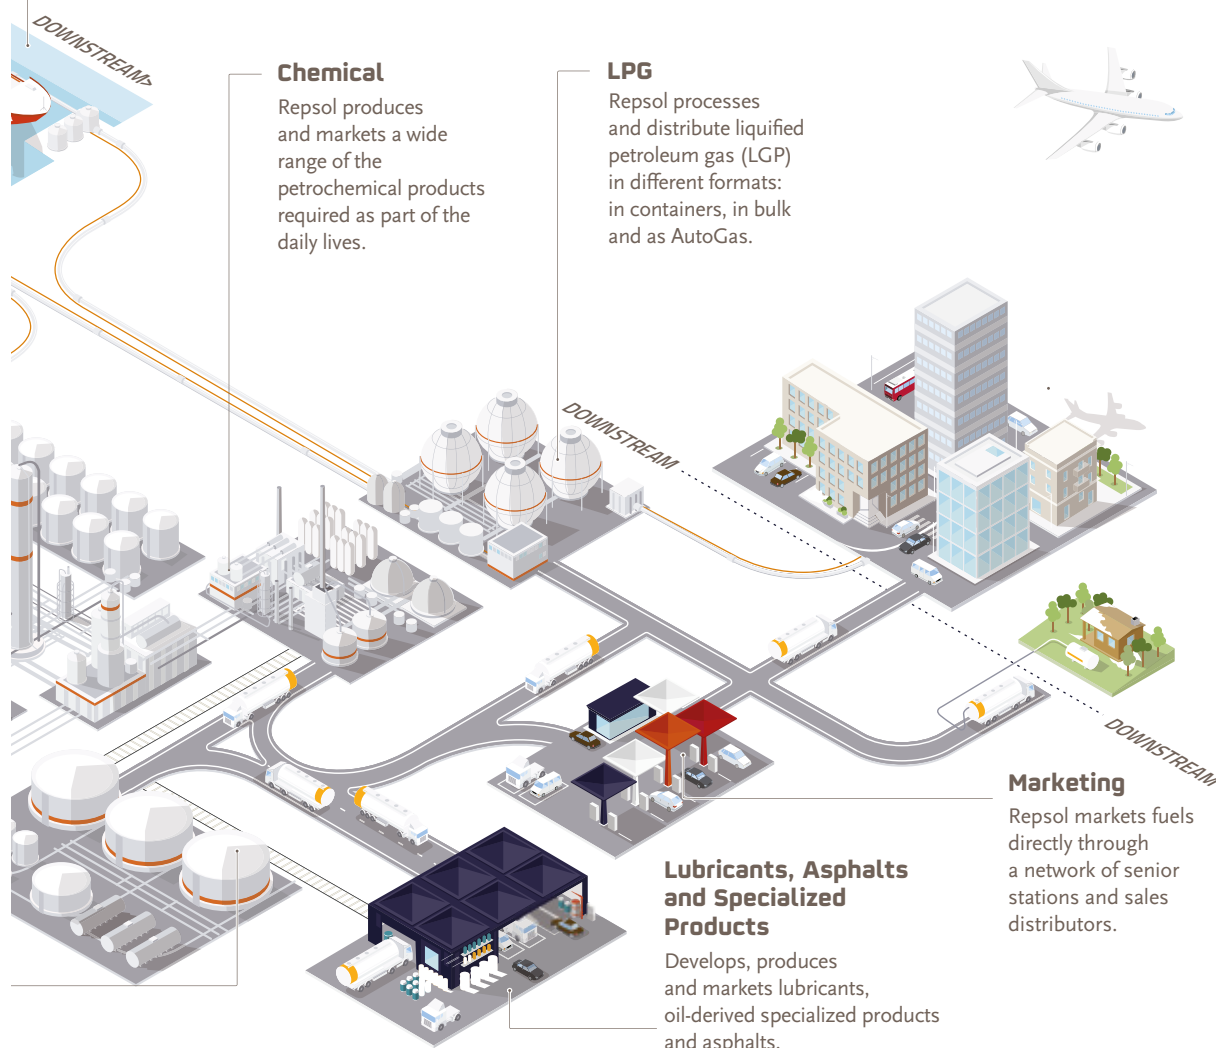 DOWNSTREAM>
Chemical
Repsol produces
and markets a wide
range of the
petrochemical products
required as part of the
daily lives.
LPG
Repsol processes
and distribute liquified
petroleum gas (LGP)
in different formats:
in containers, in bulk
and as AutoGas.
DOWNSTREAM
DOWNSTREAM
Marketing
Repsol markets fuels
directly through
a network of senior
stations and sales
distributors.
Lubricants, Asphalts
and Specialized
Products
Develops, produces
and markets lubricants,
oil-derived specialized products
and asphalts.